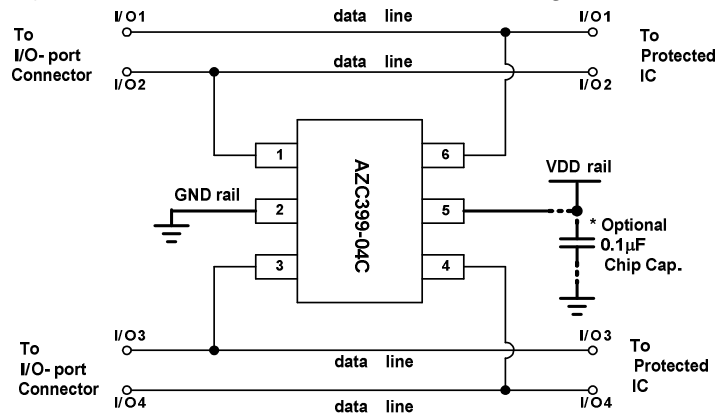 I/O1
data line
I/O1
To
I/O- port
Connector
To
Protected
IC
data line
I/O2
I/O2
1
6
AZC399-04C
VDD rail
GND rail
2
5
* Optional
0.1μF
Chip Cap.
3
4
I/O3
I/O3
To
I/O- port
Connector
data line
To
Protected
IC
I/O4
data line
I/O4